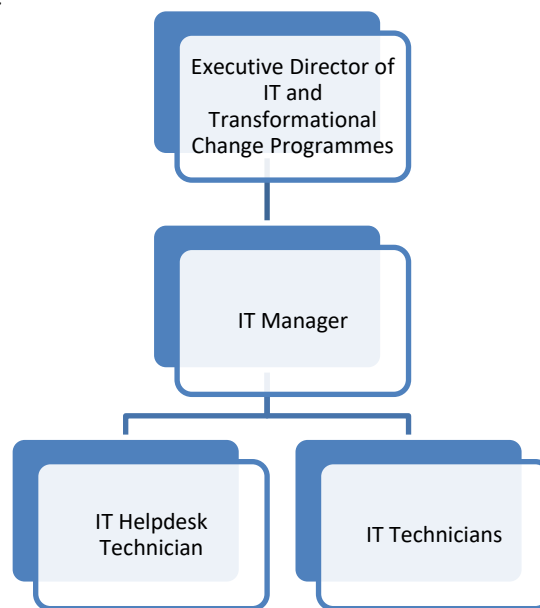 Executive Director of
IT and
Transformational
Change Programmes
IT Manager
IT Helpdesk
Technician
IT Technicians